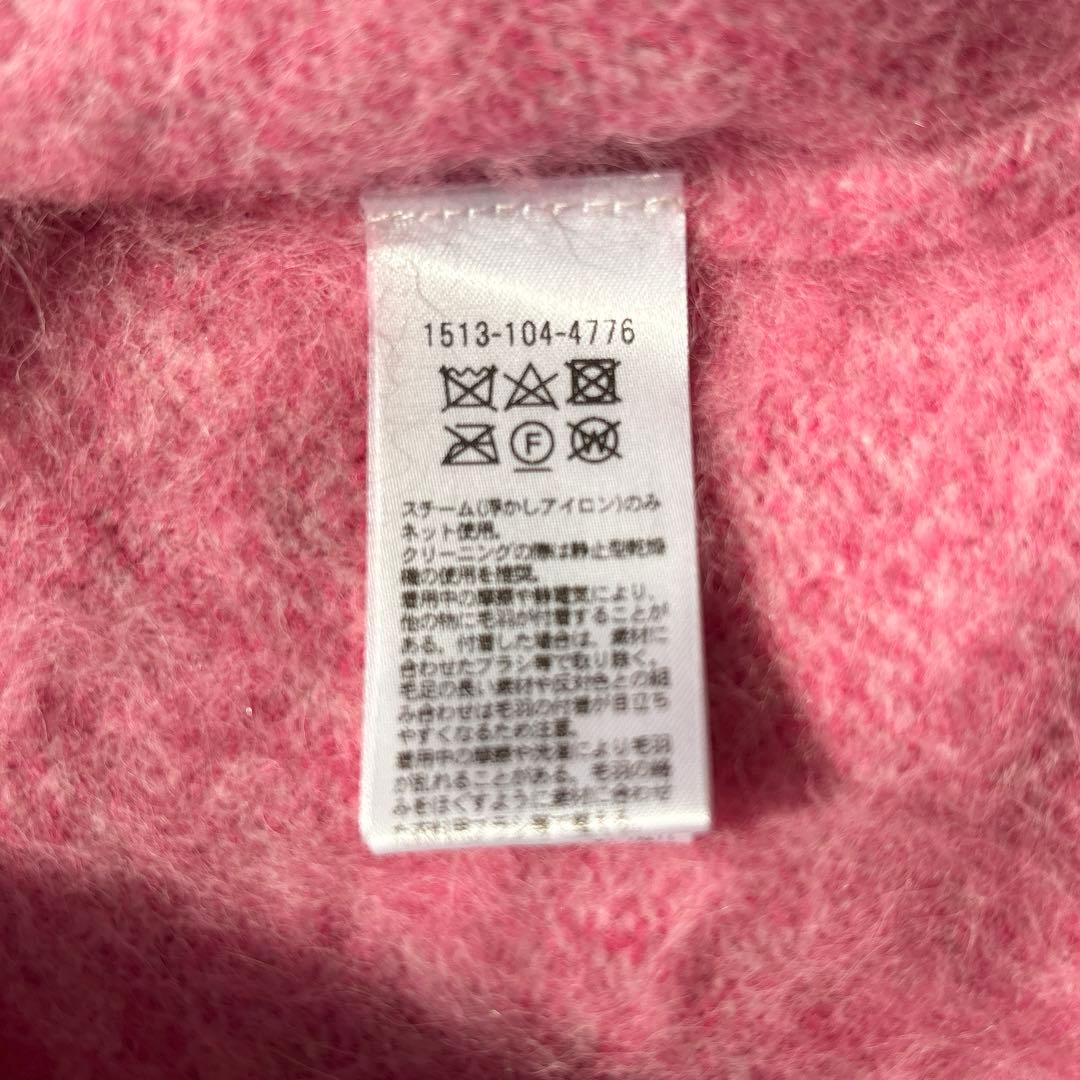 1513-104-4776
F W
スチーム(浮かしアイロン)のみ
ネット使用。
クリーニングの際は静止型乾燥
機の使用を推奨。
着用中の摩擦や静電気により、
他の物に毛羽が付着することが
ある。付着した場合は、素材に
合わせたブラシ等で取り除く。
毛足の長い素材や反対色との組
み合わせは毛羽の付着が目立ち
やすくなるため注意。
着用中の摩擦や光沢により毛羽
が乱れることがある。毛羽の絡
みをほぐすように素材に合わせ